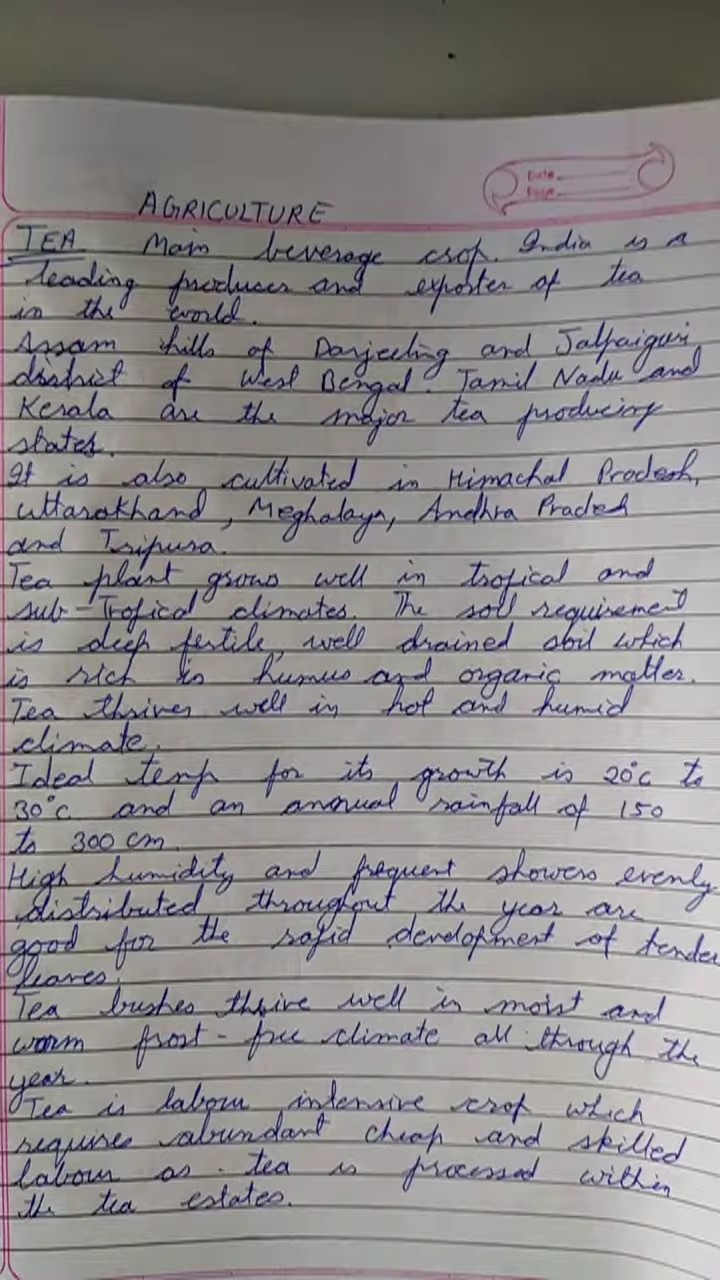 Date
Page
AGRICULTURE
TEA Main beverage crop. India is a
leading producer and exporter of tea
in the world.
Assam hills of Darjeeling and Jalpaiguri
district of West Bengal. Tamil Nadu and
Kerala are the major tea producing
states.
It is also cultivated in Himachal Pradesh,
Uttarakhand, Meghalaya, Andhra Pradesh
and Tripura.
Tea plant grows well in tropical and
sub-Tropical climates. The soil requirement
is deep fertile, well drained soil which
is rich in humus and organic matter.
Tea thrives well in hot and humid
climate.
Ideal temp for its growth is 20°c to
30°c and an annual rainfall of 150
to 300 cm.
High humidity and frequent showers evenly
distributed throughout the year are
good for the rapid development of tender
leaves.
Tea bushes thrive well in moist and
warm frost-free climate all through the
year.
Tea is labour intensive crop which
requires abundant cheap and skilled
labour as tea is processed within
the tea estates.